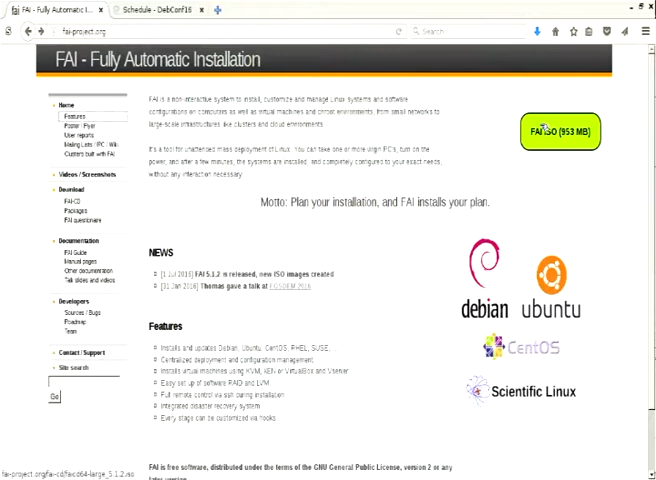 FAI - Fully Automatic I...
Schedule - DebConf16
fai-project.org
Search
FAI - Fully Automatic Installation
Home
Features
Poster / Flyer
User reports
Mailing Lists / IRC / Wiki
Clusters built with FAI
Videos / Screenshots
Download
FAI-CD
Packages
FAI questionnaire
Documentation
FAI Guide
Manual pages
Other documentation
Talk slides and videos
Developers
Sources / Bugs
Roadmap
Team
Contact / Support
Site search
Go
FAI is a non-interactive system to install, customize and manage Linux systems and software
configurations on computers as well as virtual machines and chroot environments, from small networks to
large-scale infrastructures like clusters and cloud environments.
It's a tool for unattended mass deployment of Linux. You can take one or more virgin PC's, turn on the
power, and after a few minutes, the systems are installed, and completely configured to your exact needs,
without any interaction necessary.
FAI ISO (953 MB)
Motto: Plan your installation, and FAI installs your plan.
NEWS
[1 Jul 2016] FAI 5.1.2 is released, new ISO images created
[31 Jan 2016] Thomas gave a talk at FOSDEM 2016
Features
Installs and updates Debian, Ubuntu, CentOS, RHEL, SUSE, ...
Centralized deployment and configuration management
Installs virtual machines using KVM, XEN or VirtualBox and Vserver
Easy set up of software RAID and LVM
Full remote control via ssh during installation
Integrated disaster recovery system
Every stage can be customized via hooks
debian
ubuntu
CentOS
Scientific Linux
FAI is free software, distributed under the terms of the GNU General Public License, version 2 or any
later version.
fai-project.org/fai-cd/faicd64-large_5.1.2.iso